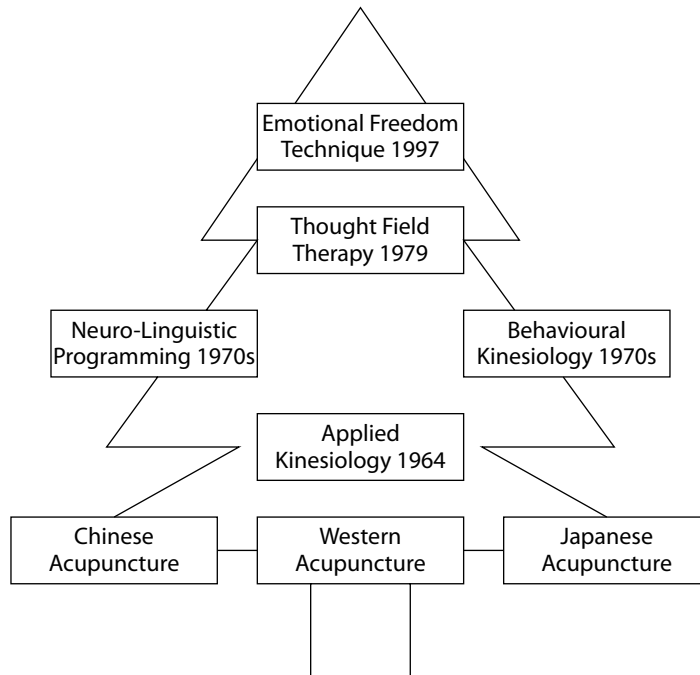 Emotional Freedom
Technique 1997
Thought Field
Therapy 1979
Neuro-Linguistic
Programming 1970s
Behavioural
Kinesiology 1970s
Applied
Kinesiology 1964
Chinese
Acupuncture
Western
Acupuncture
Japanese
Acupuncture